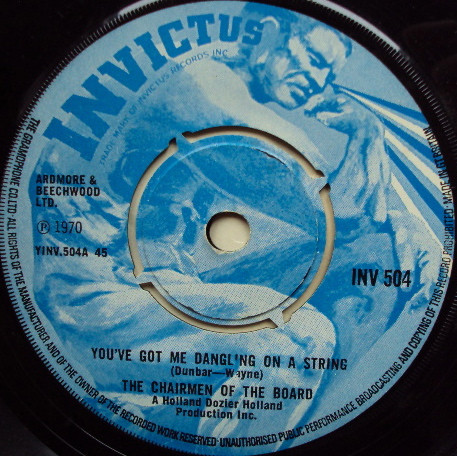 INVICTUS
TRADE MARK OF INVICTUS RECORDS INC.
ARDMORE &
BEECHWOOD
LTD.
Ⓟ 1970
YINV.504A 45
INV 504
YOU'VE GOT ME DANGLING ON A STRING
(Dunbar—Wayne)
THE CHAIRMEN OF THE BOARD
A Holland Dozier Holland
Production Inc.
THE GRAMOPHONE CO. LTD. ALL RIGHTS OF THE MANUFACTURER AND OF THE OWNER OF THE RECORDED WORK RESERVED · UNAUTHORISED PUBLIC PERFORMANCE BROADCASTING AND COPYING OF THIS RECORD PROHIBITED · MADE IN GT BRITAIN